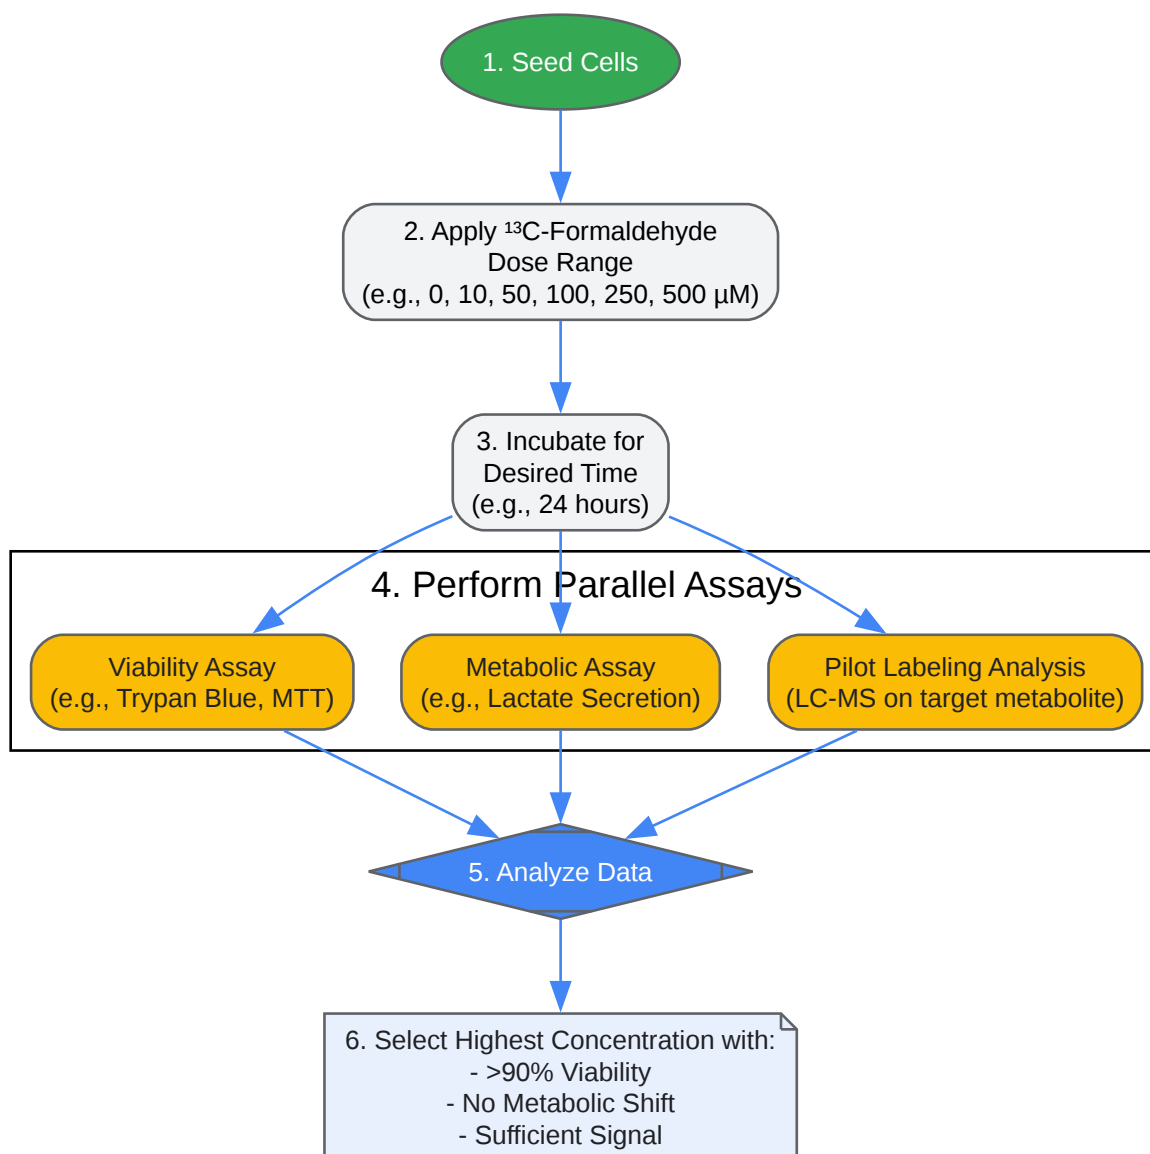 1. Seed Cells
2. Apply ¹³C-Formaldehyde
Dose Range
(e.g., 0, 10, 50, 100, 250, 500 µM)
3. Incubate for
Desired Time
(e.g., 24 hours)
4. Perform Parallel Assays
Viability Assay
(e.g., Trypan Blue, MTT)
Metabolic Assay
(e.g., Lactate Secretion)
Pilot Labeling Analysis
(LC-MS on target metabolite)
5. Analyze Data
6. Select Highest Concentration with:
- >90% Viability
- No Metabolic Shift
- Sufficient Signal